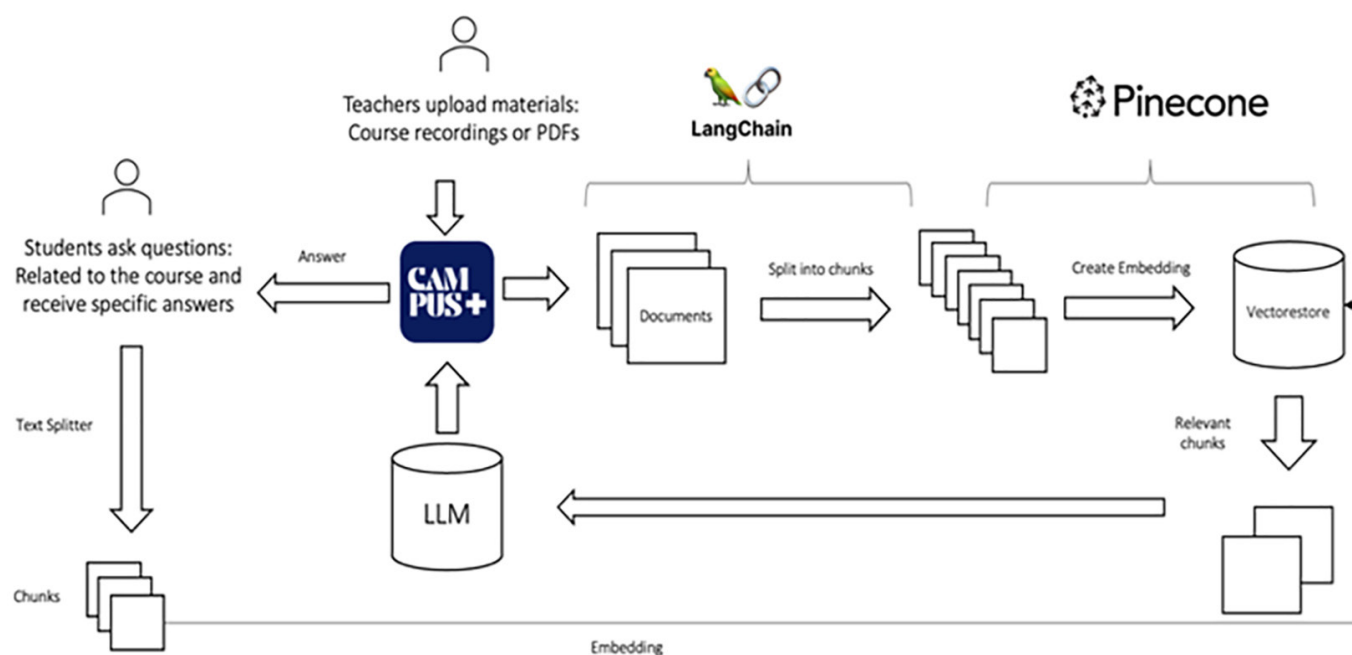 Teachers upload materials:
Course recordings or PDFs
LangChain
Pinecone
Students ask questions:
Related to the course and
receive specific answers
Answer
CAM
PUS+
Documents
Split into chunks
Create Embedding
Vectorestore
Text Splitter
LLM
Relevant
chunks
Chunks
Embedding